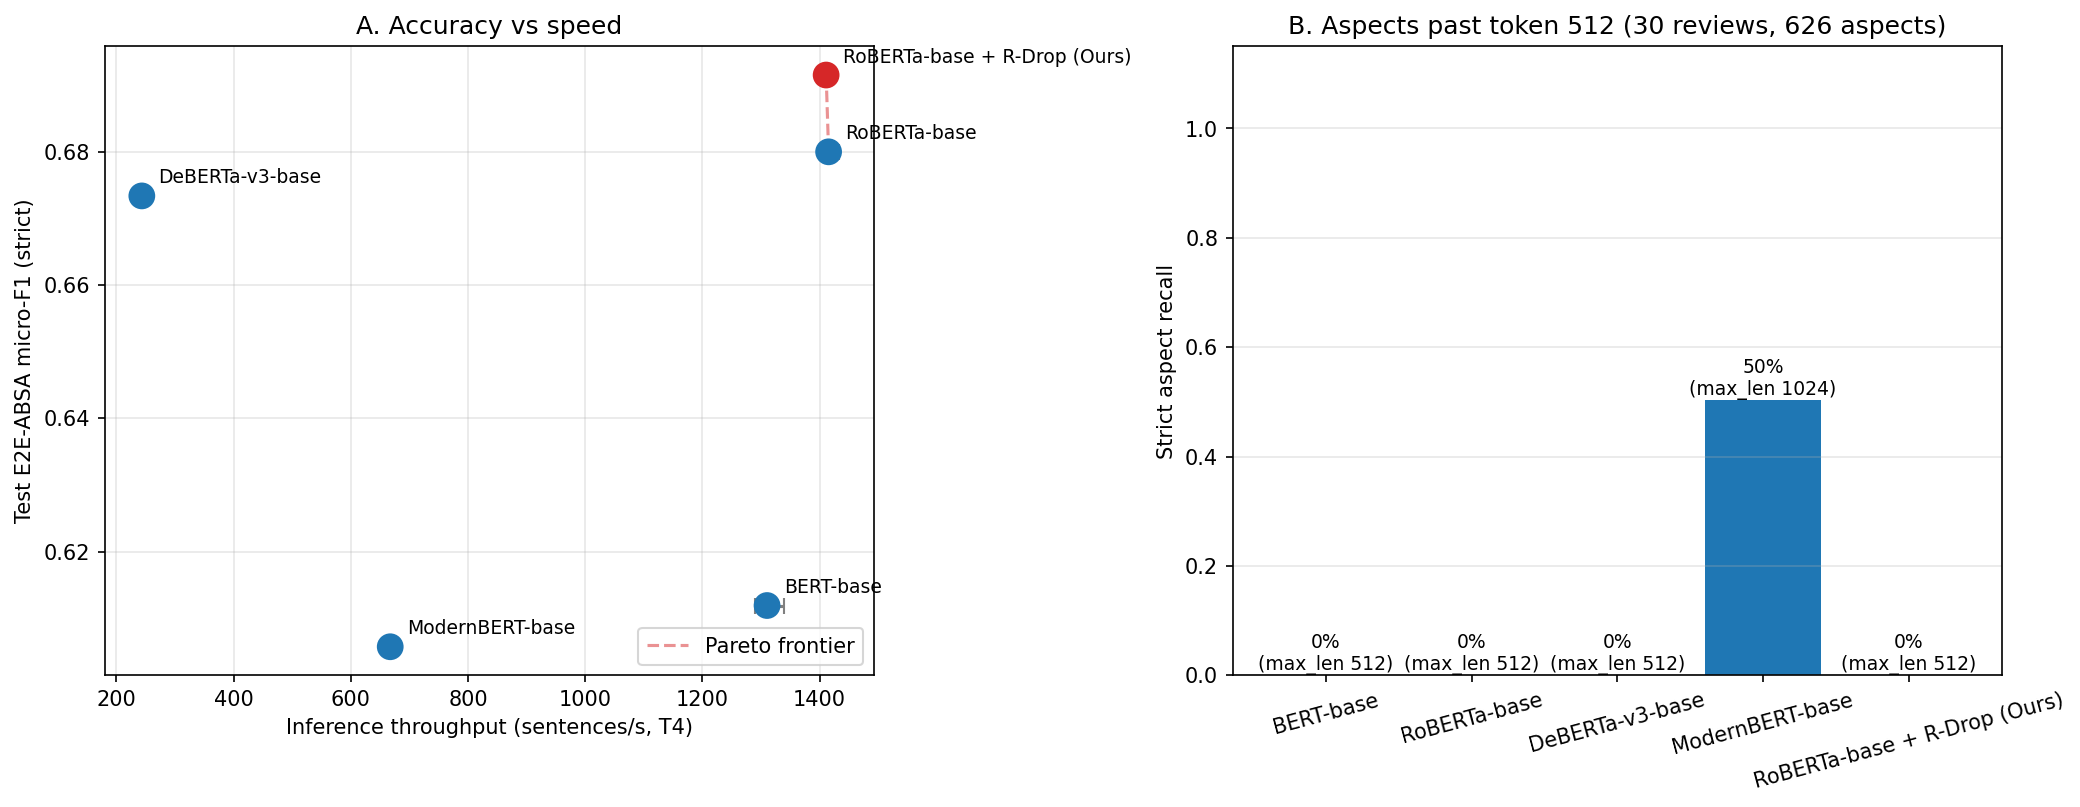 A. Accuracy vs speed
RoBERTa-base + R-Drop (Ours)
RoBERTa-base
DeBERTa-v3-base
BERT-base
ModernBERT-base
Pareto frontier
0.68
0.66
0.64
0.62
Test E2E-ABSA micro-F1 (strict)
200 400 600 800 1000 1200 1400
Inference throughput (sentences/s, T4)
B. Aspects past token 512 (30 reviews, 626 aspects)
1.0
0.8
0.6
0.4
0.2
0.0
Strict aspect recall
0%
(max_len 512)
0%
(max_len 512)
0%
(max_len 512)
50%
(max_len 1024)
0%
(max_len 512)
BERT-base
RoBERTa-base
DeBERTa-v3-base
ModernBERT-base
RoBERTa-base + R-Drop (Ours)